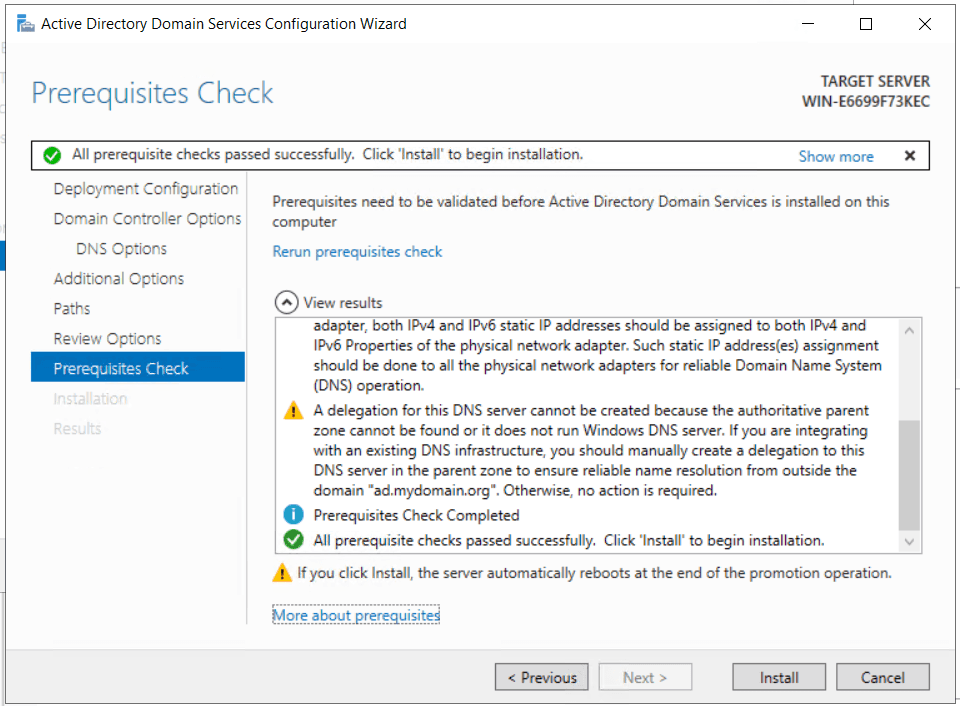 Active Directory Domain Services Configuration Wizard
Prerequisites Check
TARGET SERVER
WIN-E6699F73KEC
All prerequisite checks passed successfully.  Click 'Install' to begin installation.
Show more
Deployment Configuration
Domain Controller Options
DNS Options
Additional Options
Paths
Review Options
Prerequisites Check
Installation
Results
Prerequisites need to be validated before Active Directory Domain Services is installed on this
computer
Rerun prerequisites check
View results
adapter, both IPv4 and IPv6 static IP addresses should be assigned to both IPv4 and
IPv6 Properties of the physical network adapter. Such static IP address(es) assignment
should be done to all the physical network adapters for reliable Domain Name System
(DNS) operation.
A delegation for this DNS server cannot be created because the authoritative parent
zone cannot be found or it does not run Windows DNS server. If you are integrating
with an existing DNS infrastructure, you should manually create a delegation to this
DNS server in the parent zone to ensure reliable name resolution from outside the
domain "ad.mydomain.org". Otherwise, no action is required.
Prerequisites Check Completed
All prerequisite checks passed successfully.  Click 'Install' to begin installation.
If you click Install, the server automatically reboots at the end of the promotion operation.
More about prerequisites
< Previous
Next >
Install
Cancel